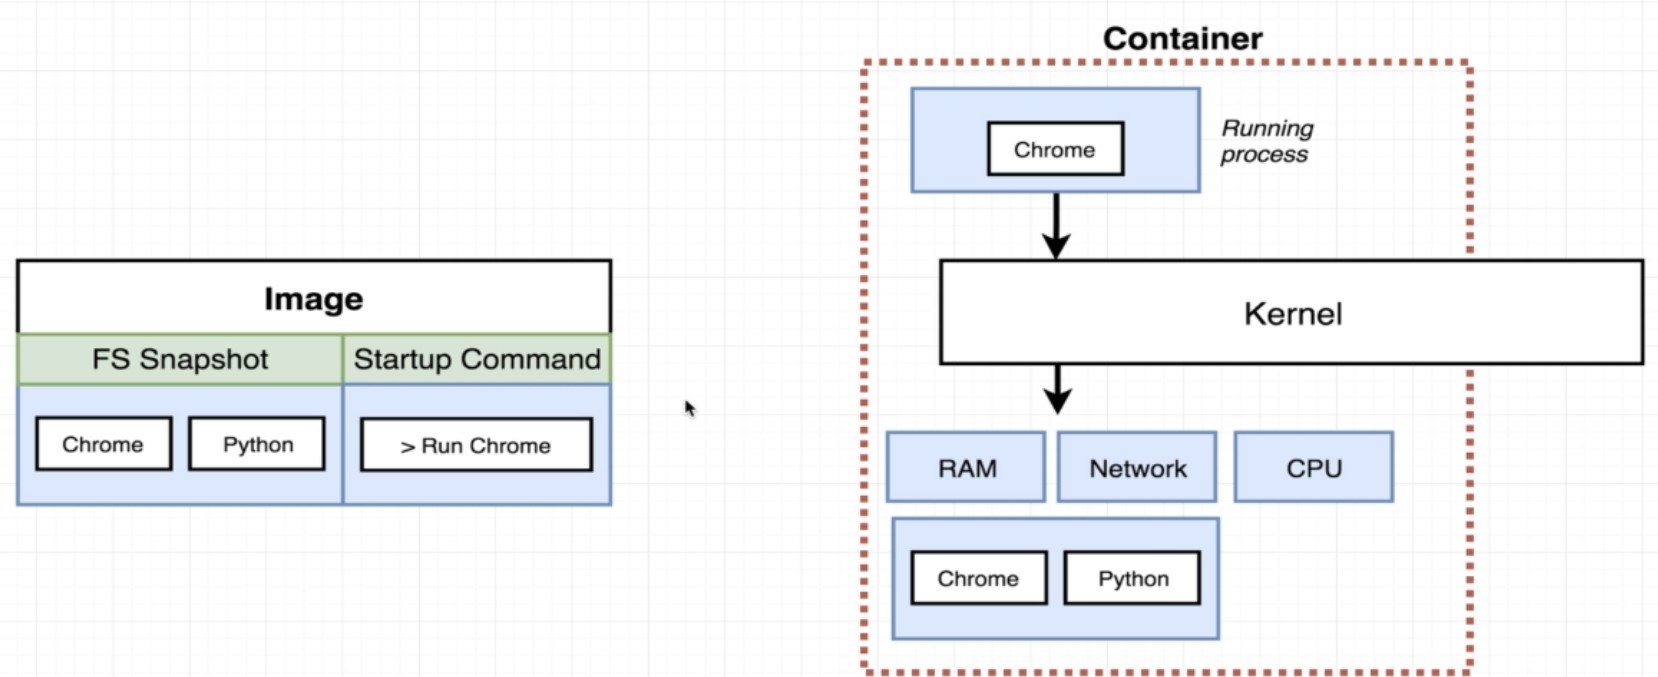 Container
Chrome
Running
process
Kernel
Image
FS Snapshot
Startup Command
Chrome
Python
> Run Chrome
RAM
Network
CPU
Chrome
Python